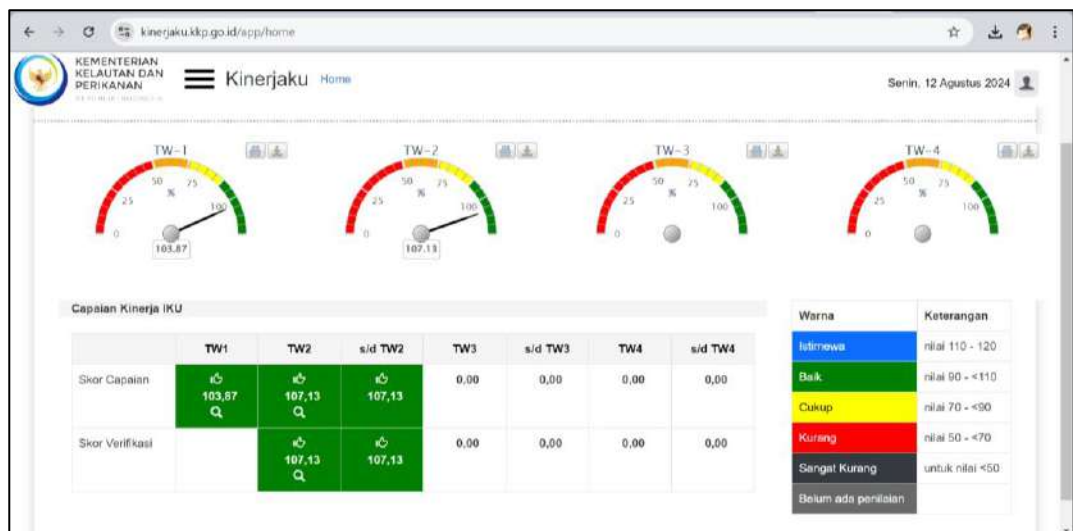 kinerjaku.kkp.go.id/app/home
KEMENTERIAN
KELAUTAN DAN
PERIKANAN
Kinerjaku Home
Senin, 12 Agustus 2024
TW-1
0
25
50
75
100
%
103.87
TW-2
0
25
50
75
100
%
107.13
TW-3
0
25
50
75
100
%
TW-4
0
25
50
75
100
%
Capaian Kinerja IKU
TW1 TW2 s/d TW2 TW3 s/d TW3 TW4 s/d TW4
Skor Capaian 103,87 107,13 107,13 0,00 0,00 0,00 0,00
Skor Verifikasi 107,13 107,13 0,00 0,00 0,00 0,00
Warna Keterangan
Istimewa nilai 110 - 120
Baik nilai 90 - <110
Cukup nilai 70 - <90
Kurang nilai 50 - <70
Sangat Kurang untuk nilai <50
Belum ada penilaian